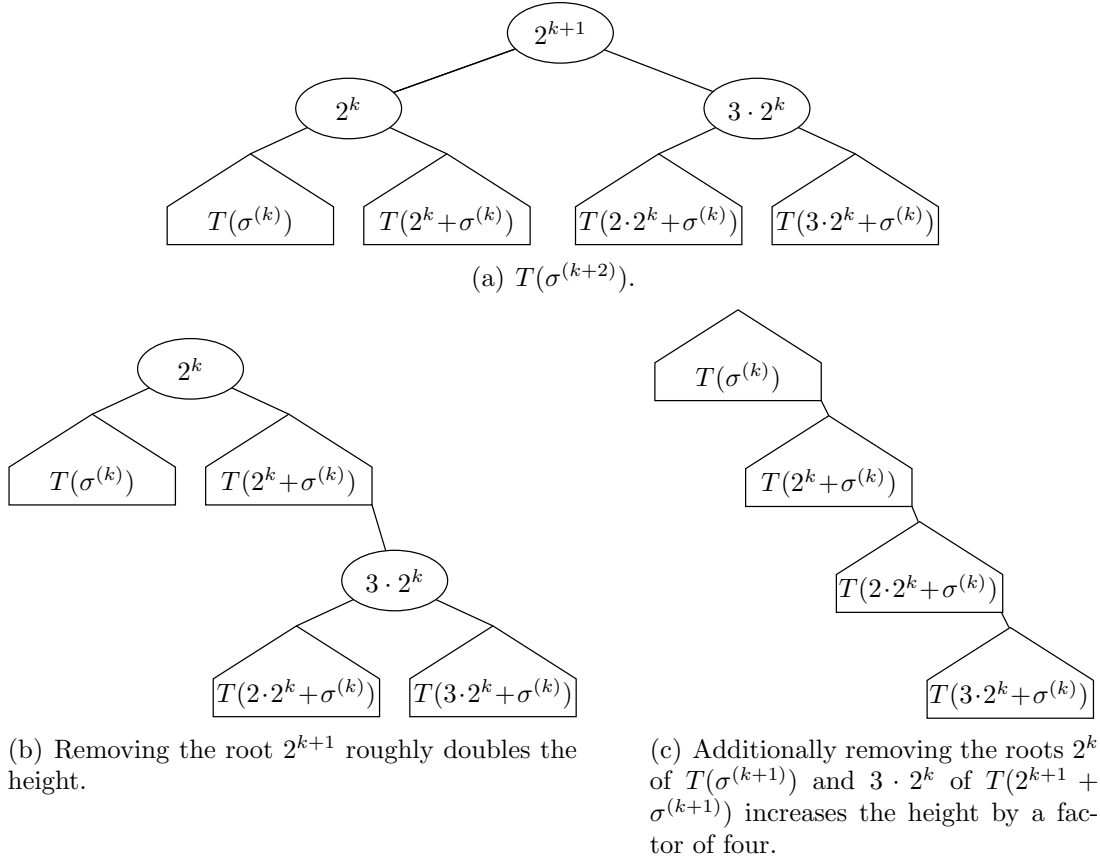 2^{k+1}
2^k 3 · 2^k
T(σ^{(k)}) T(2^k+σ^{(k)}) T(2·2^k+σ^{(k)}) T(3·2^k+σ^{(k)})
(a) T(σ^{(k+2)}).
2^k
T(σ^{(k)}) T(2^k+σ^{(k)})
3 · 2^k
T(2·2^k+σ^{(k)}) T(3·2^k+σ^{(k)})
(b) Removing the root 2^{k+1} roughly doubles the
height.
T(σ^{(k)})
T(2^k+σ^{(k)})
T(2·2^k+σ^{(k)})
T(3·2^k+σ^{(k)})
(c) Additionally removing the roots 2^k
of T(σ^{(k+1)}) and 3 · 2^k of T(2^{k+1} +
σ^{(k+1)}) increases the height by a fac-
tor of four.